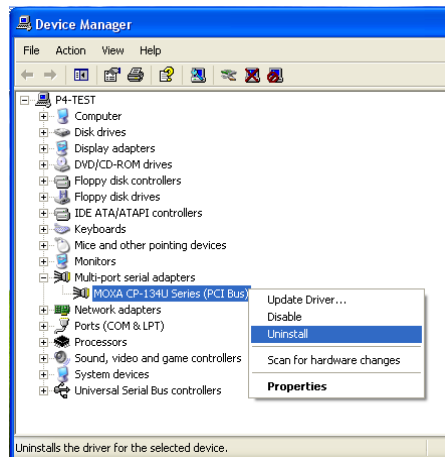 Device Manager
File Action View Help
P4-TEST
Computer
Disk drives
Display adapters
DVD/CD-ROM drives
Floppy disk controllers
Floppy disk drives
IDE ATA/ATAPI controllers
Keyboards
Mice and other pointing devices
Monitors
Multi-port serial adapters
MOXA CP-134U Series (PCI Bus)
Network adapters
Ports (COM & LPT)
Processors
Sound, video and game controllers
System devices
Universal Serial Bus controllers
Update Driver...
Disable
Uninstall
Scan for hardware changes
Properties
Uninstalls the driver for the selected device.